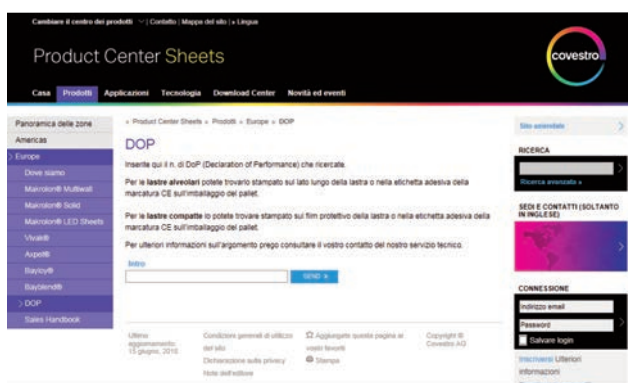 Cambiare il centro dei prodotti | Contatto | Mappa del sito | » Lingua
Product Center Sheets
covestro
Casa Prodotti Applicazioni Tecnologia Download Center Novità ed eventi
Panoramica delle zone
Americas
> Europe
Dove siamo
Makrolon® Multiwall
Makrolon® Solid
Makrolon® LED Sheets
Vivak®
Axpet®
Bayloy®
Bayblend®
> DOP
Sales Handbook
» Product Center Sheets » Prodotti » Europe » DOP
DOP
Inserite qui il n. di DoP (Declaration of Performance) che ricercate.
Per le lastre alveolari potete trovarlo stampato sul lato lungo della lastra o nella etichetta adesiva della
marcatura CE sull'imballaggio del pallet.
Per le lastre compatte lo potete trovare stampato sul film protettivo della lastra o nella etichetta adesiva della
marcatura CE sull'imballaggio del pallet.
Per ulteriori informazioni sull'argomento prego consultare il vostro contatto del nostro servizio tecnico.
Intro
SEND »
Ultimo
aggiornamento:
15 giugno, 2016
Condizioni generali di utilizzo
del sito
Dichiarazione sulla privacy
Note dell'editore
Aggiungete questa pagina ai
vostri favoriti
Stampa
Copyright ©
Covestro AG
Sito aziendale
RICERCA
Ricerca avanzata »
SEDI E CONTATTI (SOLTANTO
IN INGLESE)
CONNESSIONE
Indirizzo email
Password
Salvare login
Inscriversi Ulteriori
informazioni